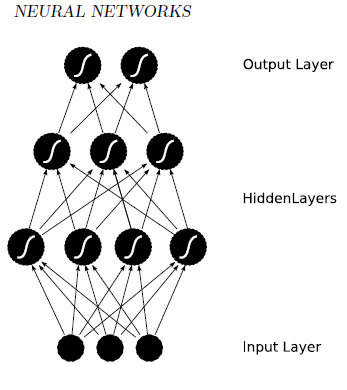 NEURAL NETWORKS
Output Layer
HiddenLayers
Input Layer